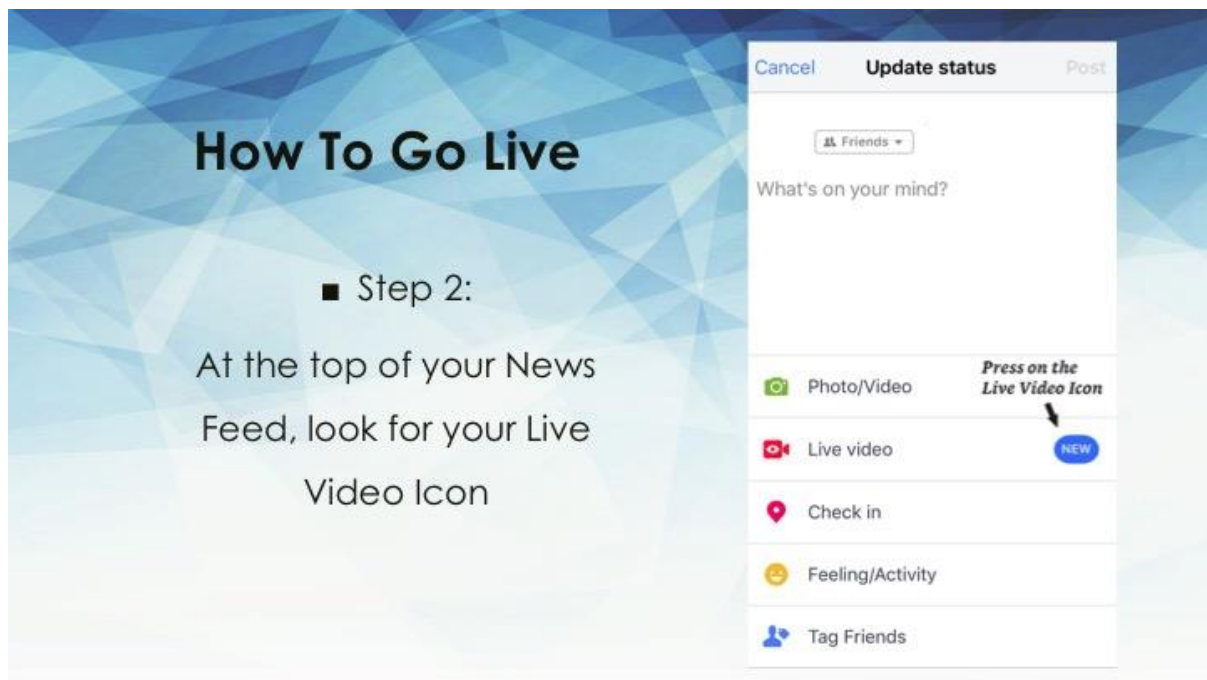 How To Go Live
■ Step 2:
At the top of your News
Feed, look for your Live
Video Icon
Cancel Update status Post
Friends
What's on your mind?
Press on the
Live Video Icon
Photo/Video
Live video NEW
Check in
Feeling/Activity
Tag Friends